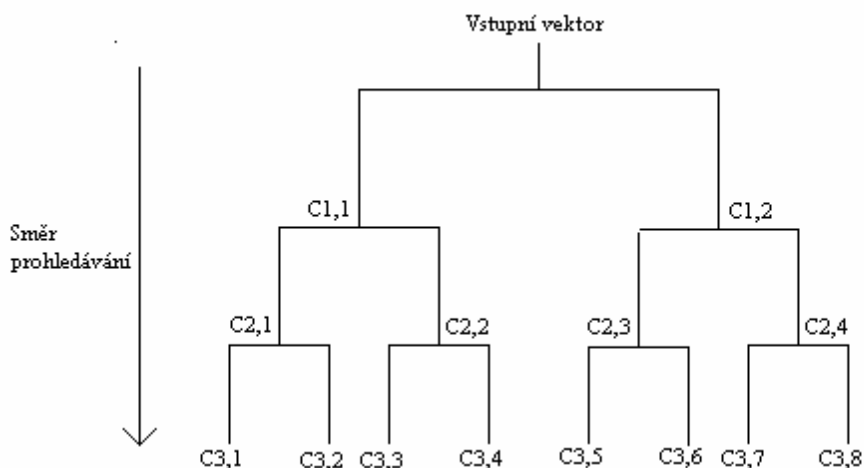 Vstupní vektor
C1,1
C1,2
Směr
prohledávání
C2,1
C2,2
C2,3
C2,4
C3,1
C3,2
C3,3
C3,4
C3,5
C3,6
C3,7
C3,8